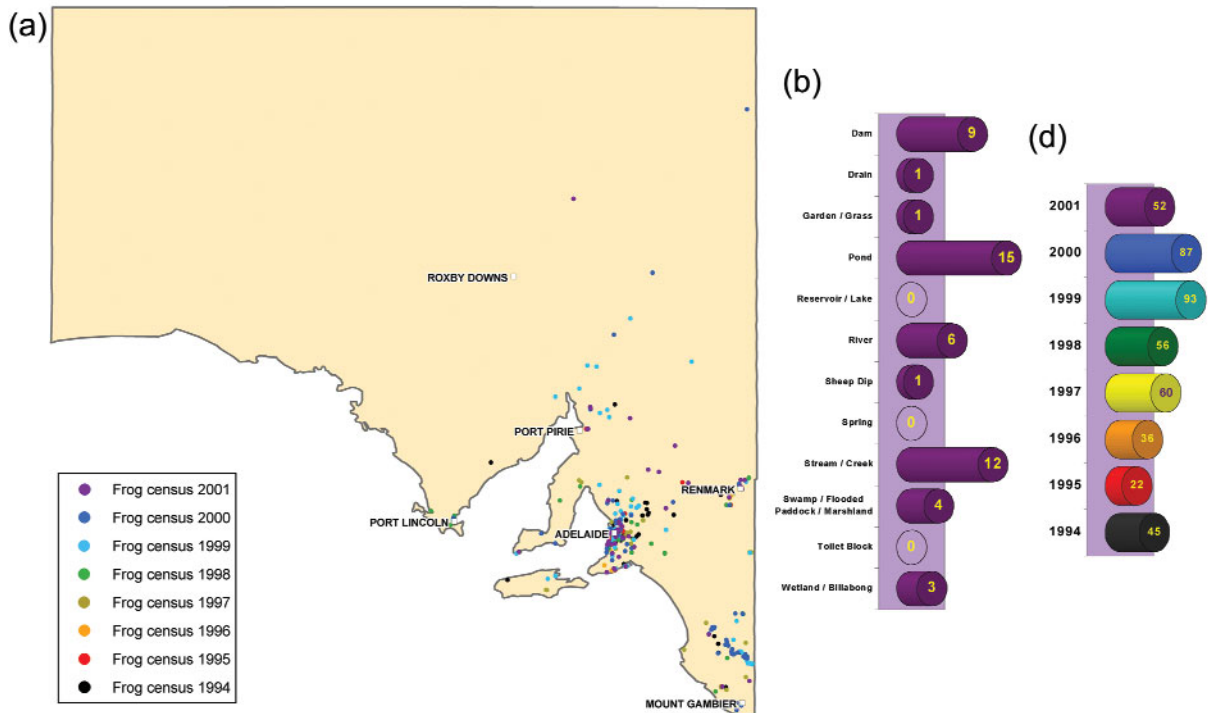 (a)
ROXBY DOWNS
PORT PIRIE
RENMARK
PORT LINCOLN
ADELAIDE
MOUNT GAMBIER
Frog census 2001
Frog census 2000
Frog census 1999
Frog census 1998
Frog census 1997
Frog census 1996
Frog census 1995
Frog census 1994
(b)
Dam 9
Drain 1
Garden / Grass 1
Pond 15
Reservoir / Lake 0
River 6
Sheep Dip 1
Spring 0
Stream / Creek 12
Swamp / Flooded
Paddock / Marshland 4
Toilet Block 0
Wetland / Billabong 3
(d)
2001 52
2000 87
1999 93
1998 56
1997 60
1996 36
1995 22
1994 45